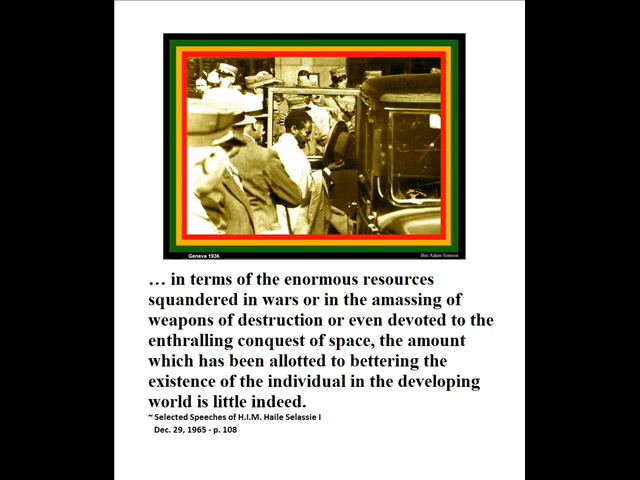 Geneva 1936
Bro Adam Simson
… in terms of the enormous resources
squandered in wars or in the amassing of
weapons of destruction or even devoted to the
enthralling conquest of space, the amount
which has been allotted to bettering the
existence of the individual in the developing
world is little indeed.
~ Selected Speeches of H.I.M. Haile Selassie I
Dec. 29, 1965 - p. 108